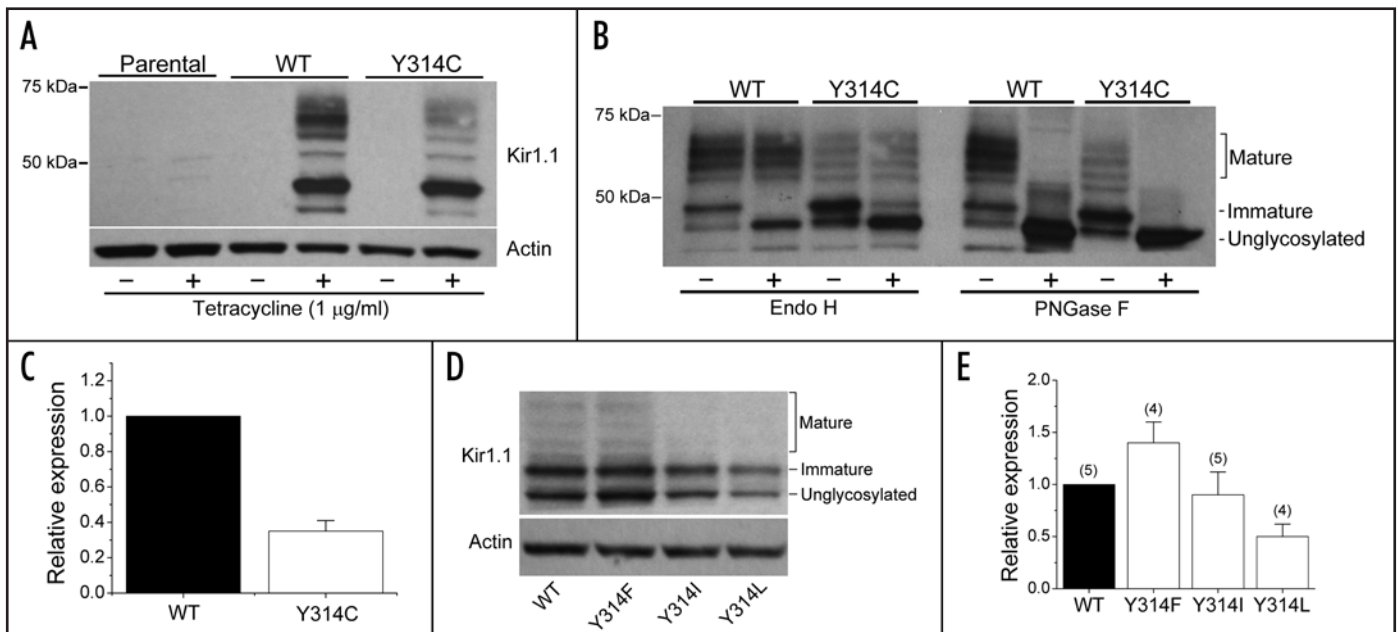 A
Parental WT Y314C
75 kDa
50 kDa
Kir1.1
Actin
− + − + − +
Tetracycline (1 μg/ml)
B
WT Y314C WT Y314C
75 kDa
50 kDa
Mature
Immature
Unglycosylated
− + − + − + − +
Endo H PNGase F
C
Relative expression
1.2
1.0
0.8
0.6
0.4
0.2
0.0
WT Y314C
D
Kir1.1
Mature
Immature
Unglycosylated
Actin
WT Y314F Y314I Y314L
E
Relative expression
2.0
1.5
1.0
0.5
0.0
(5) (4) (5) (4)
WT Y314F Y314I Y314L